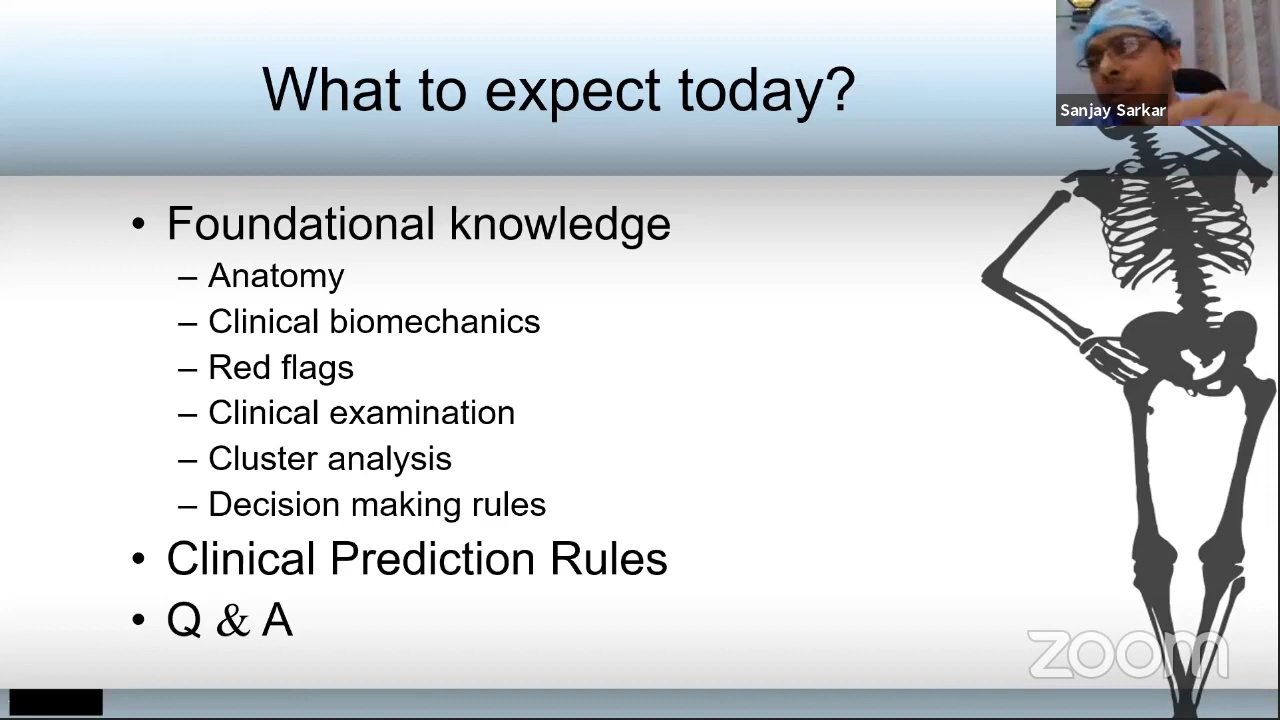 What to expect today?
Sanjay Sarkar
• Foundational knowledge
– Anatomy
– Clinical biomechanics
– Red flags
– Clinical examination
– Cluster analysis
– Decision making rules
• Clinical Prediction Rules
• Q & A
zoom